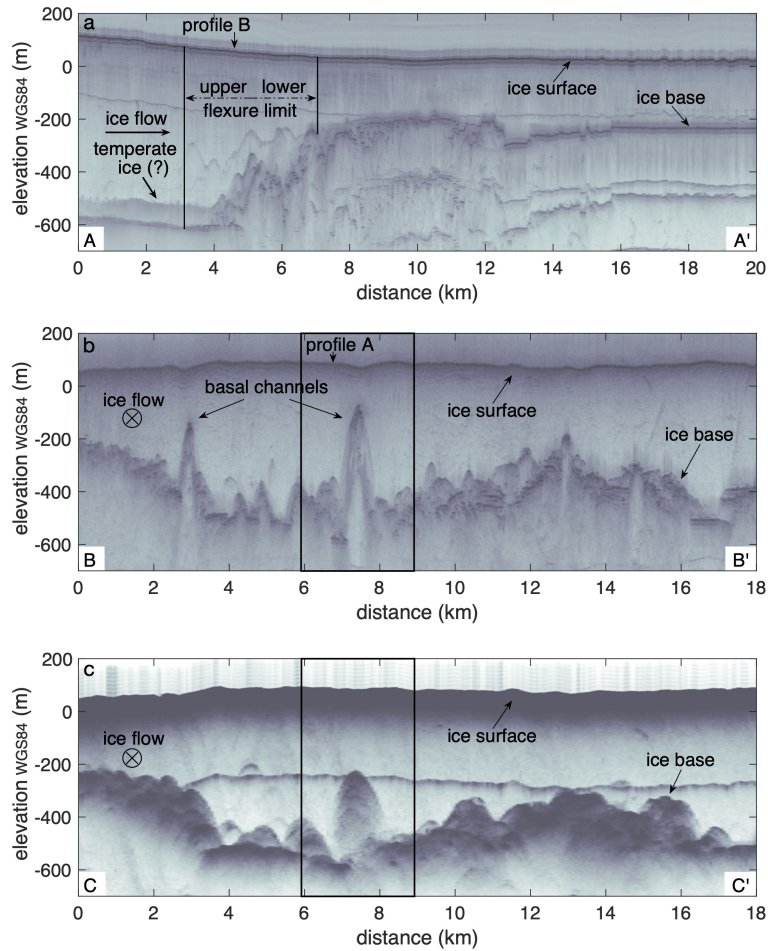 a
profile B
200
0
-200
-400
-600
elevation WGS84 (m)
upper lower
flexure limit
ice surface
ice base
ice flow
temperate
ice (?)
A
A'
0 2 4 6 8 10 12 14 16 18 20
distance (km)
b
profile A
200
0
-200
-400
-600
elevation WGS84 (m)
basal channels
ice flow
ice surface
ice base
B
B'
0 2 4 6 8 10 12 14 16 18
distance (km)
c
200
0
-200
-400
-600
elevation WGS84 (m)
ice flow
ice surface
ice base
C
C'
0 2 4 6 8 10 12 14 16 18
distance (km)